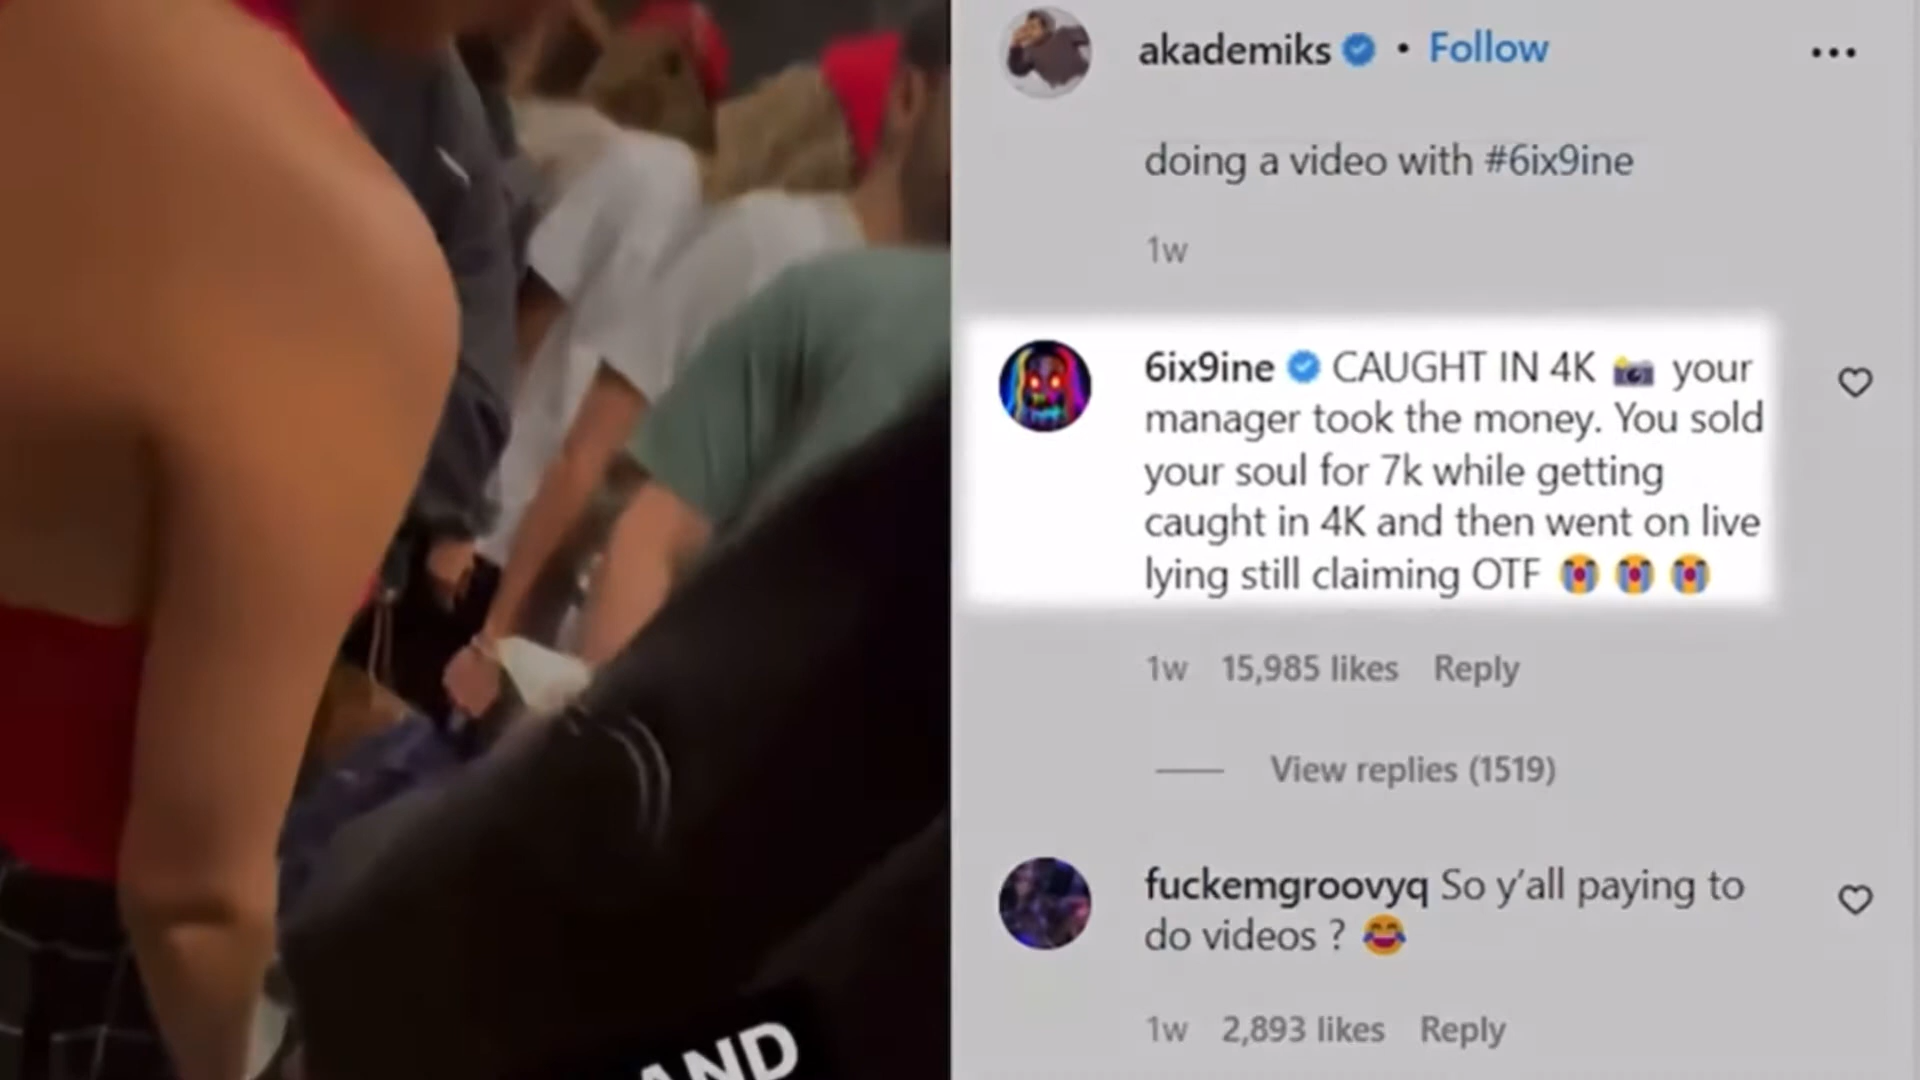 akademiks • Follow
doing a video with #6ix9ine
1w
6ix9ine CAUGHT IN 4K 📸 your
manager took the money. You sold
your soul for 7k while getting
caught in 4K and then went on live
lying still claiming OTF 😭 😭 😭
1w 15,985 likes Reply
View replies (1519)
fuckemgroovyq So y'all paying to
do videos ? 😂
1w 2,893 likes Reply
AND